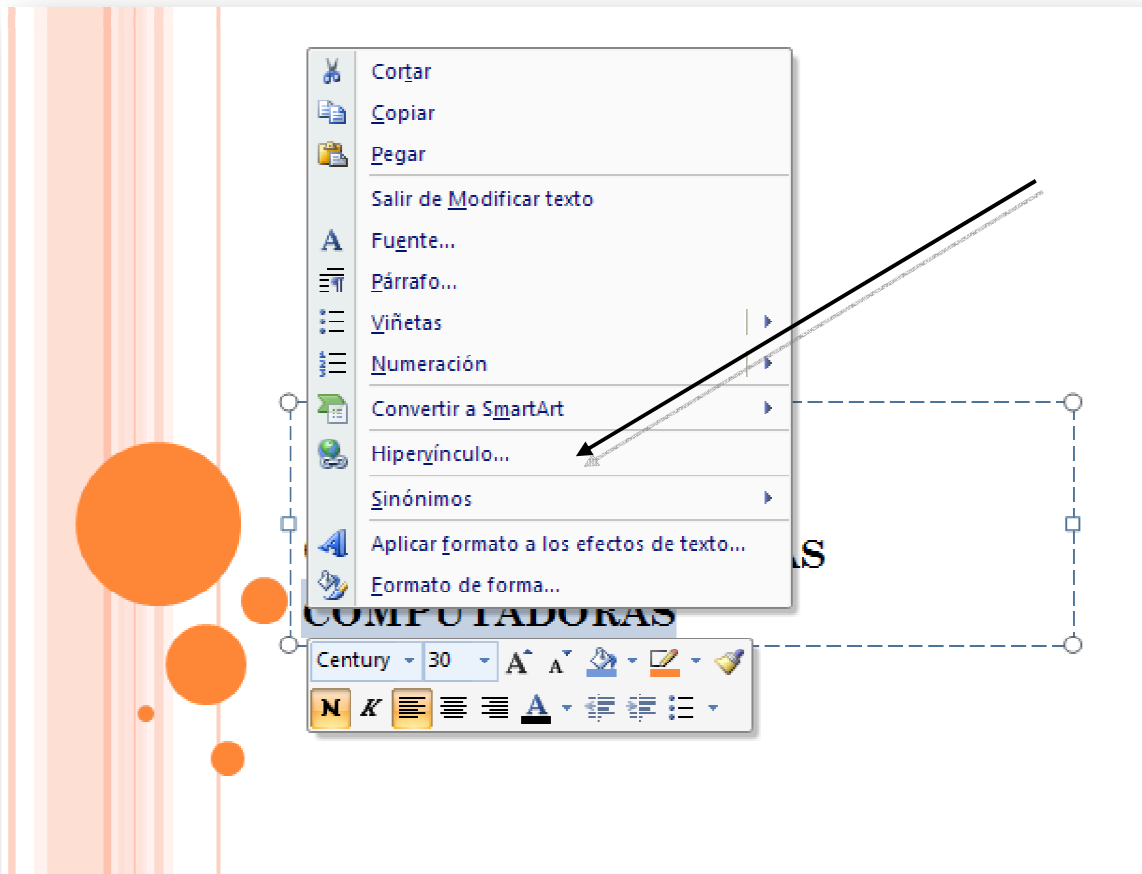 Cortar
Copiar
Pegar
Salir de Modificar texto
Fuente...
Párrafo...
Viñetas
Numeración
Convertir a SmartArt
Hipervínculo...
Sinónimos
Aplicar formato a los efectos de texto...
Formato de forma...
COMPUTADORAS
Century 30 A A
N K A